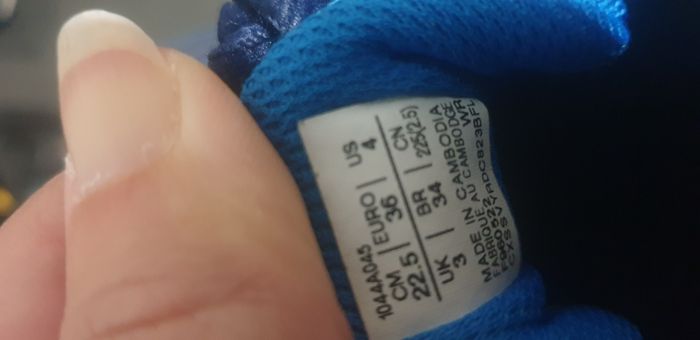 1044A045
CM | EURO | US
22.5 36 4
UK | BR | CN
3 34 225(2.5)
MADE IN CAMBODIA
FABRIQUÉ AU CAMBODGE